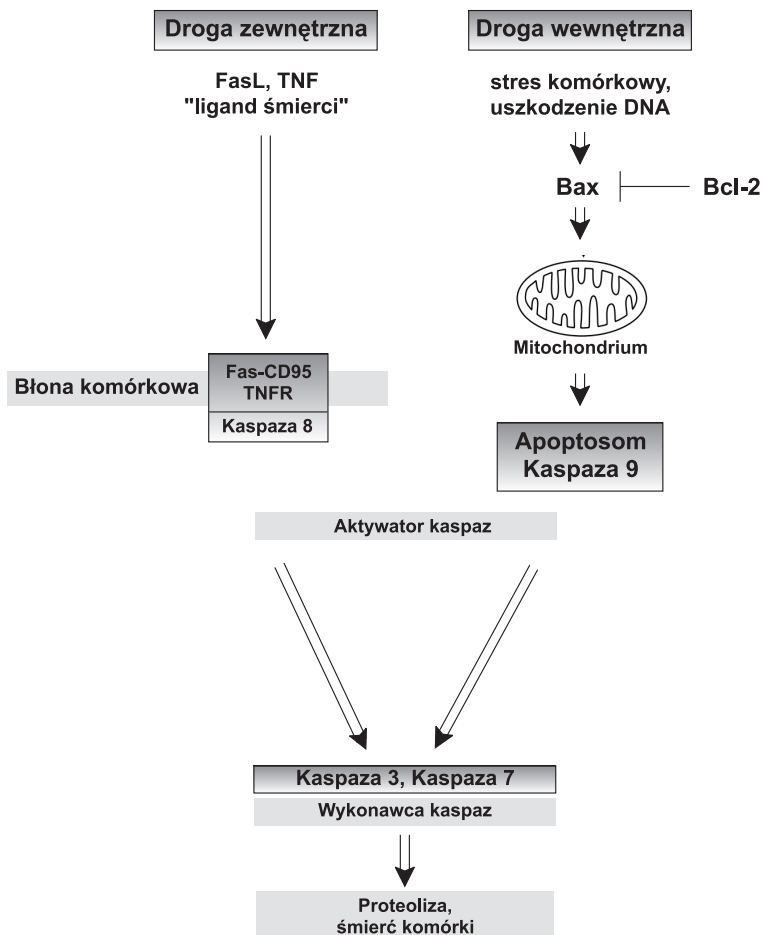 Droga zewnętrzna
FasL, TNF
"ligand śmierci"
Droga wewnętrzna
stres komórkowy,
uszkodzenie DNA
Bax
Bcl-2
Mitochondrium
Błona komórkowa
Fas-CD95
TNFR
Kaspaza 8
Apoptosom
Kaspaza 9
Aktywator kaspaz
Kaspaza 3, Kaspaza 7
Wykonawca kaspaz
Proteoliza,
śmierć komórki